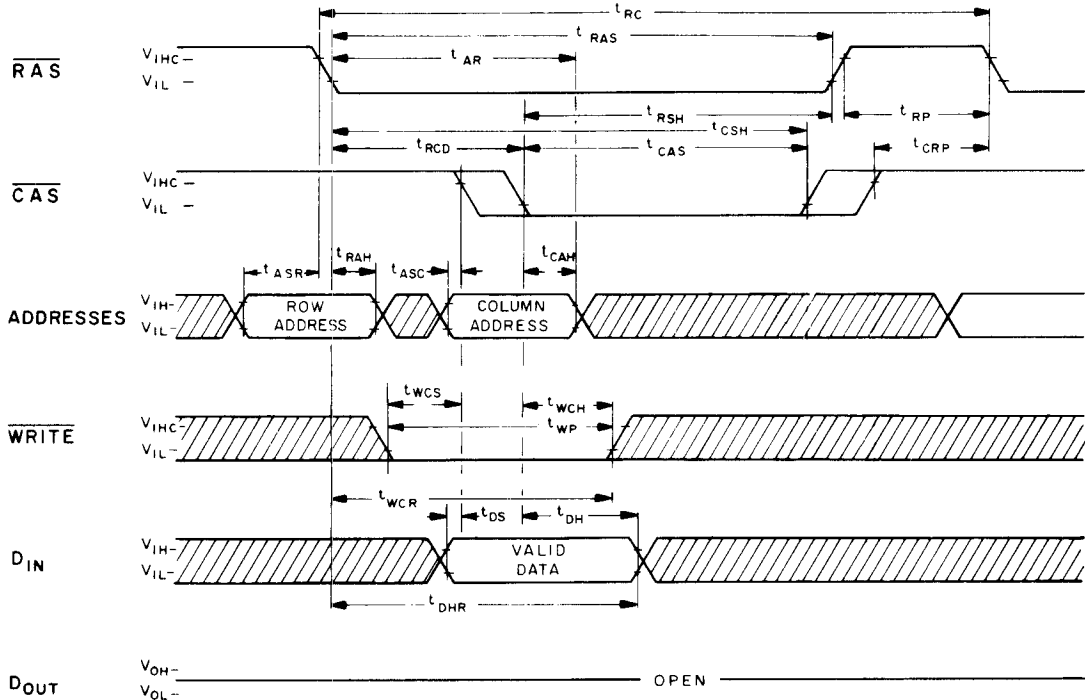 tRC
tRAS
tAR
RAS
VIHC-
VIL-
tRSH
tRP
tCSH
tRCD
tCAS
tCRP
CAS
VIHC-
VIL-
tASR
tRAH
tASC
tCAH
ADDRESSES
VIH-
VIL-
ROW
ADDRESS
COLUMN
ADDRESS
tWCS
tWCH
tWP
WRITE
VIHC-
VIL-
tWCR
tDS
tDH
DIN
VIH-
VIL-
VALID
DATA
tDHR
DOUT
VOH-
VOL-
OPEN